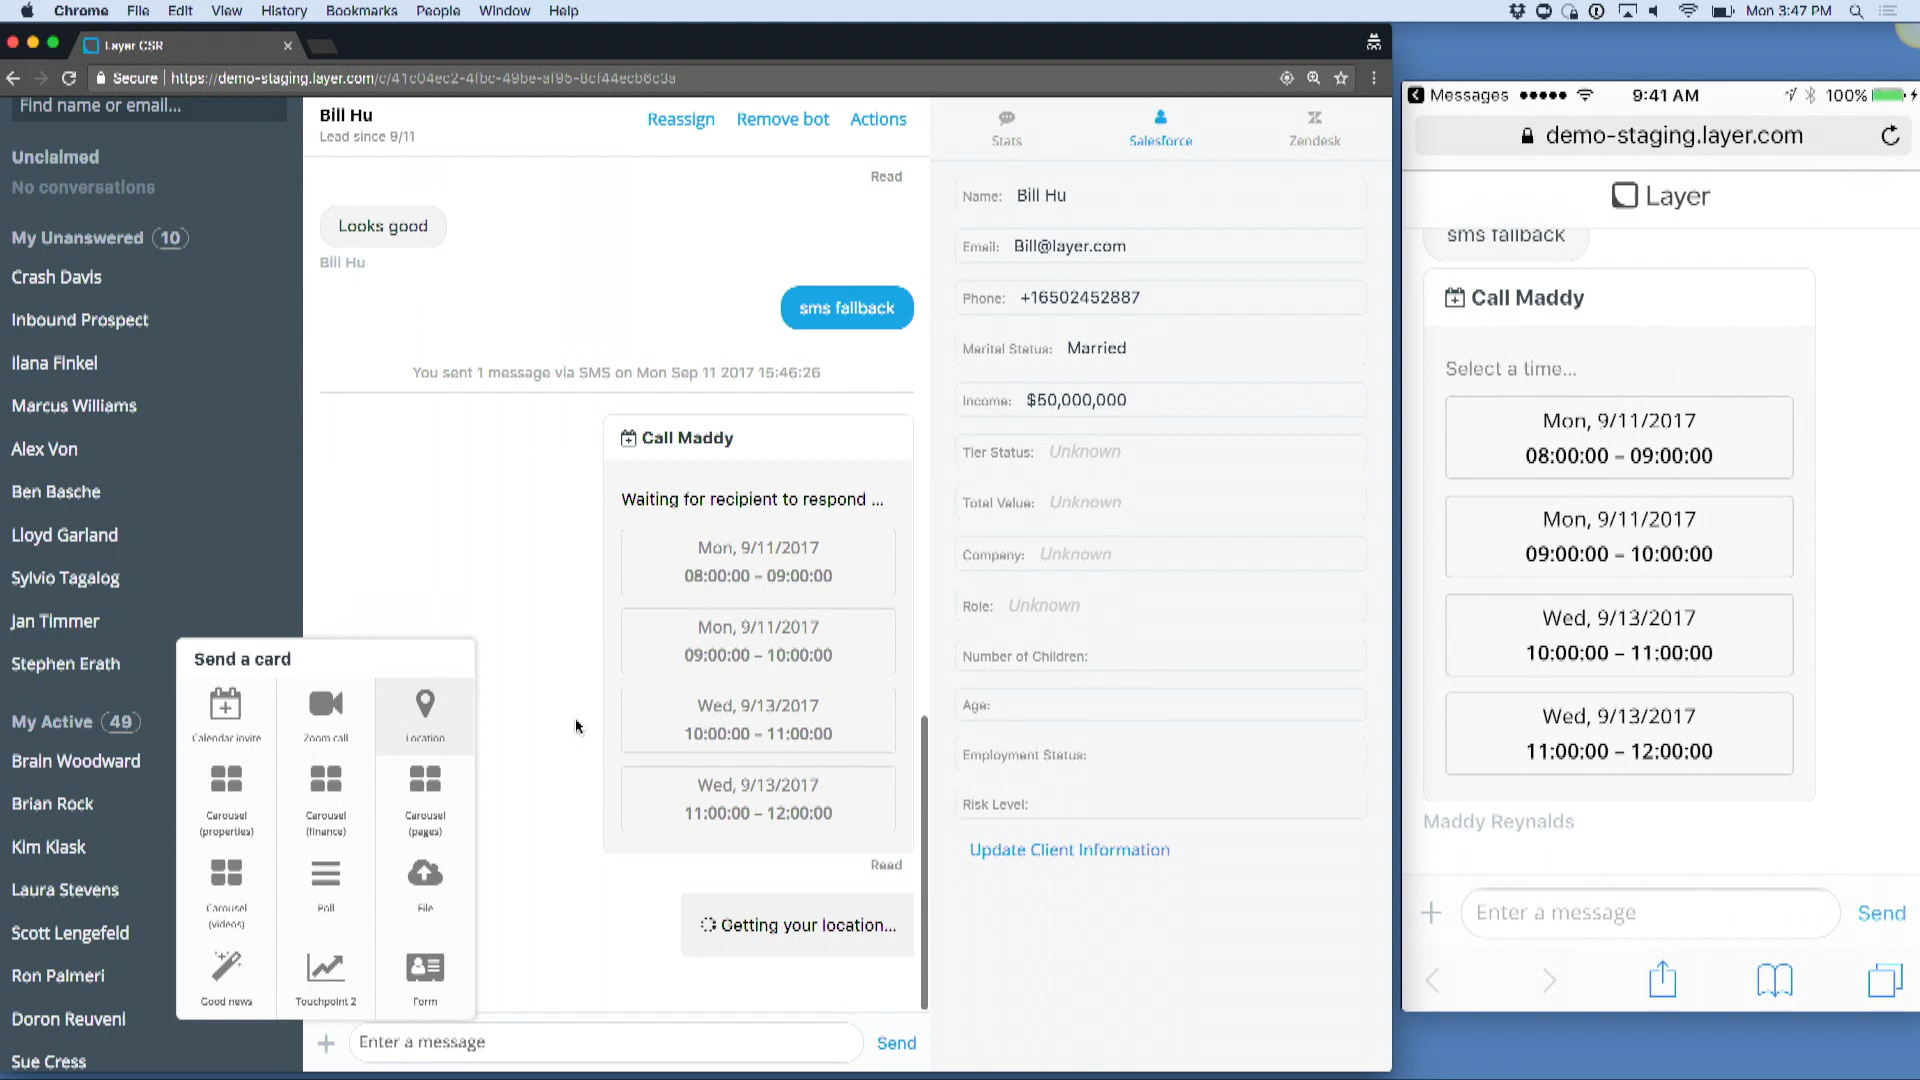 Chrome File Edit View History Bookmarks People Window Help
Mon 3:47 PM
Layer CSR
Secure https://demo-staging.layer.com/c/41c04ec2-4fbc-49be-af95-8cf44ecb6c3a
Find name or email...
Unclaimed
No conversations
My Unanswered 10
Crash Davis
Inbound Prospect
Ilana Finkel
Marcus Williams
Alex Von
Ben Basche
Lloyd Garland
Sylvio Tagalog
Jan Timmer
Stephen Erath
My Active 49
Brain Woodward
Brian Rock
Kim Klask
Laura Stevens
Scott Lengefeld
Ron Palmeri
Doron Reuveni
Sue Cress
Send a card
Calendar invite
Zoom call
Location
Carousel
(properties)
Carousel
(finance)
Carousel
(pages)
Carousel
(videos)
Poll
File
Good news
Touchpoint 2
Form
Bill Hu
Lead since 9/11
Reassign Remove bot Actions
Read
Looks good
Bill Hu
sms fallback
You sent 1 message via SMS on Mon Sep 11 2017 15:46:26
Call Maddy
Waiting for recipient to respond ...
Mon, 9/11/2017
08:00:00 – 09:00:00
Mon, 9/11/2017
09:00:00 – 10:00:00
Wed, 9/13/2017
10:00:00 – 11:00:00
Wed, 9/13/2017
11:00:00 – 12:00:00
Read
Getting your location...
Enter a message
Send
Stats
Salesforce
Zendesk
Name: Bill Hu
Email: Bill@layer.com
Phone: +16502452887
Marital Status: Married
Income: $50,000,000
Tier Status: Unknown
Total Value: Unknown
Company: Unknown
Role: Unknown
Number of Children:
Age:
Employment Status:
Risk Level:
Update Client Information
Messages 9:41 AM 100%
demo-staging.layer.com
Layer
sms fallback
Call Maddy
Select a time...
Mon, 9/11/2017
08:00:00 – 09:00:00
Mon, 9/11/2017
09:00:00 – 10:00:00
Wed, 9/13/2017
10:00:00 – 11:00:00
Wed, 9/13/2017
11:00:00 – 12:00:00
Maddy Reynalds
Enter a message
Send